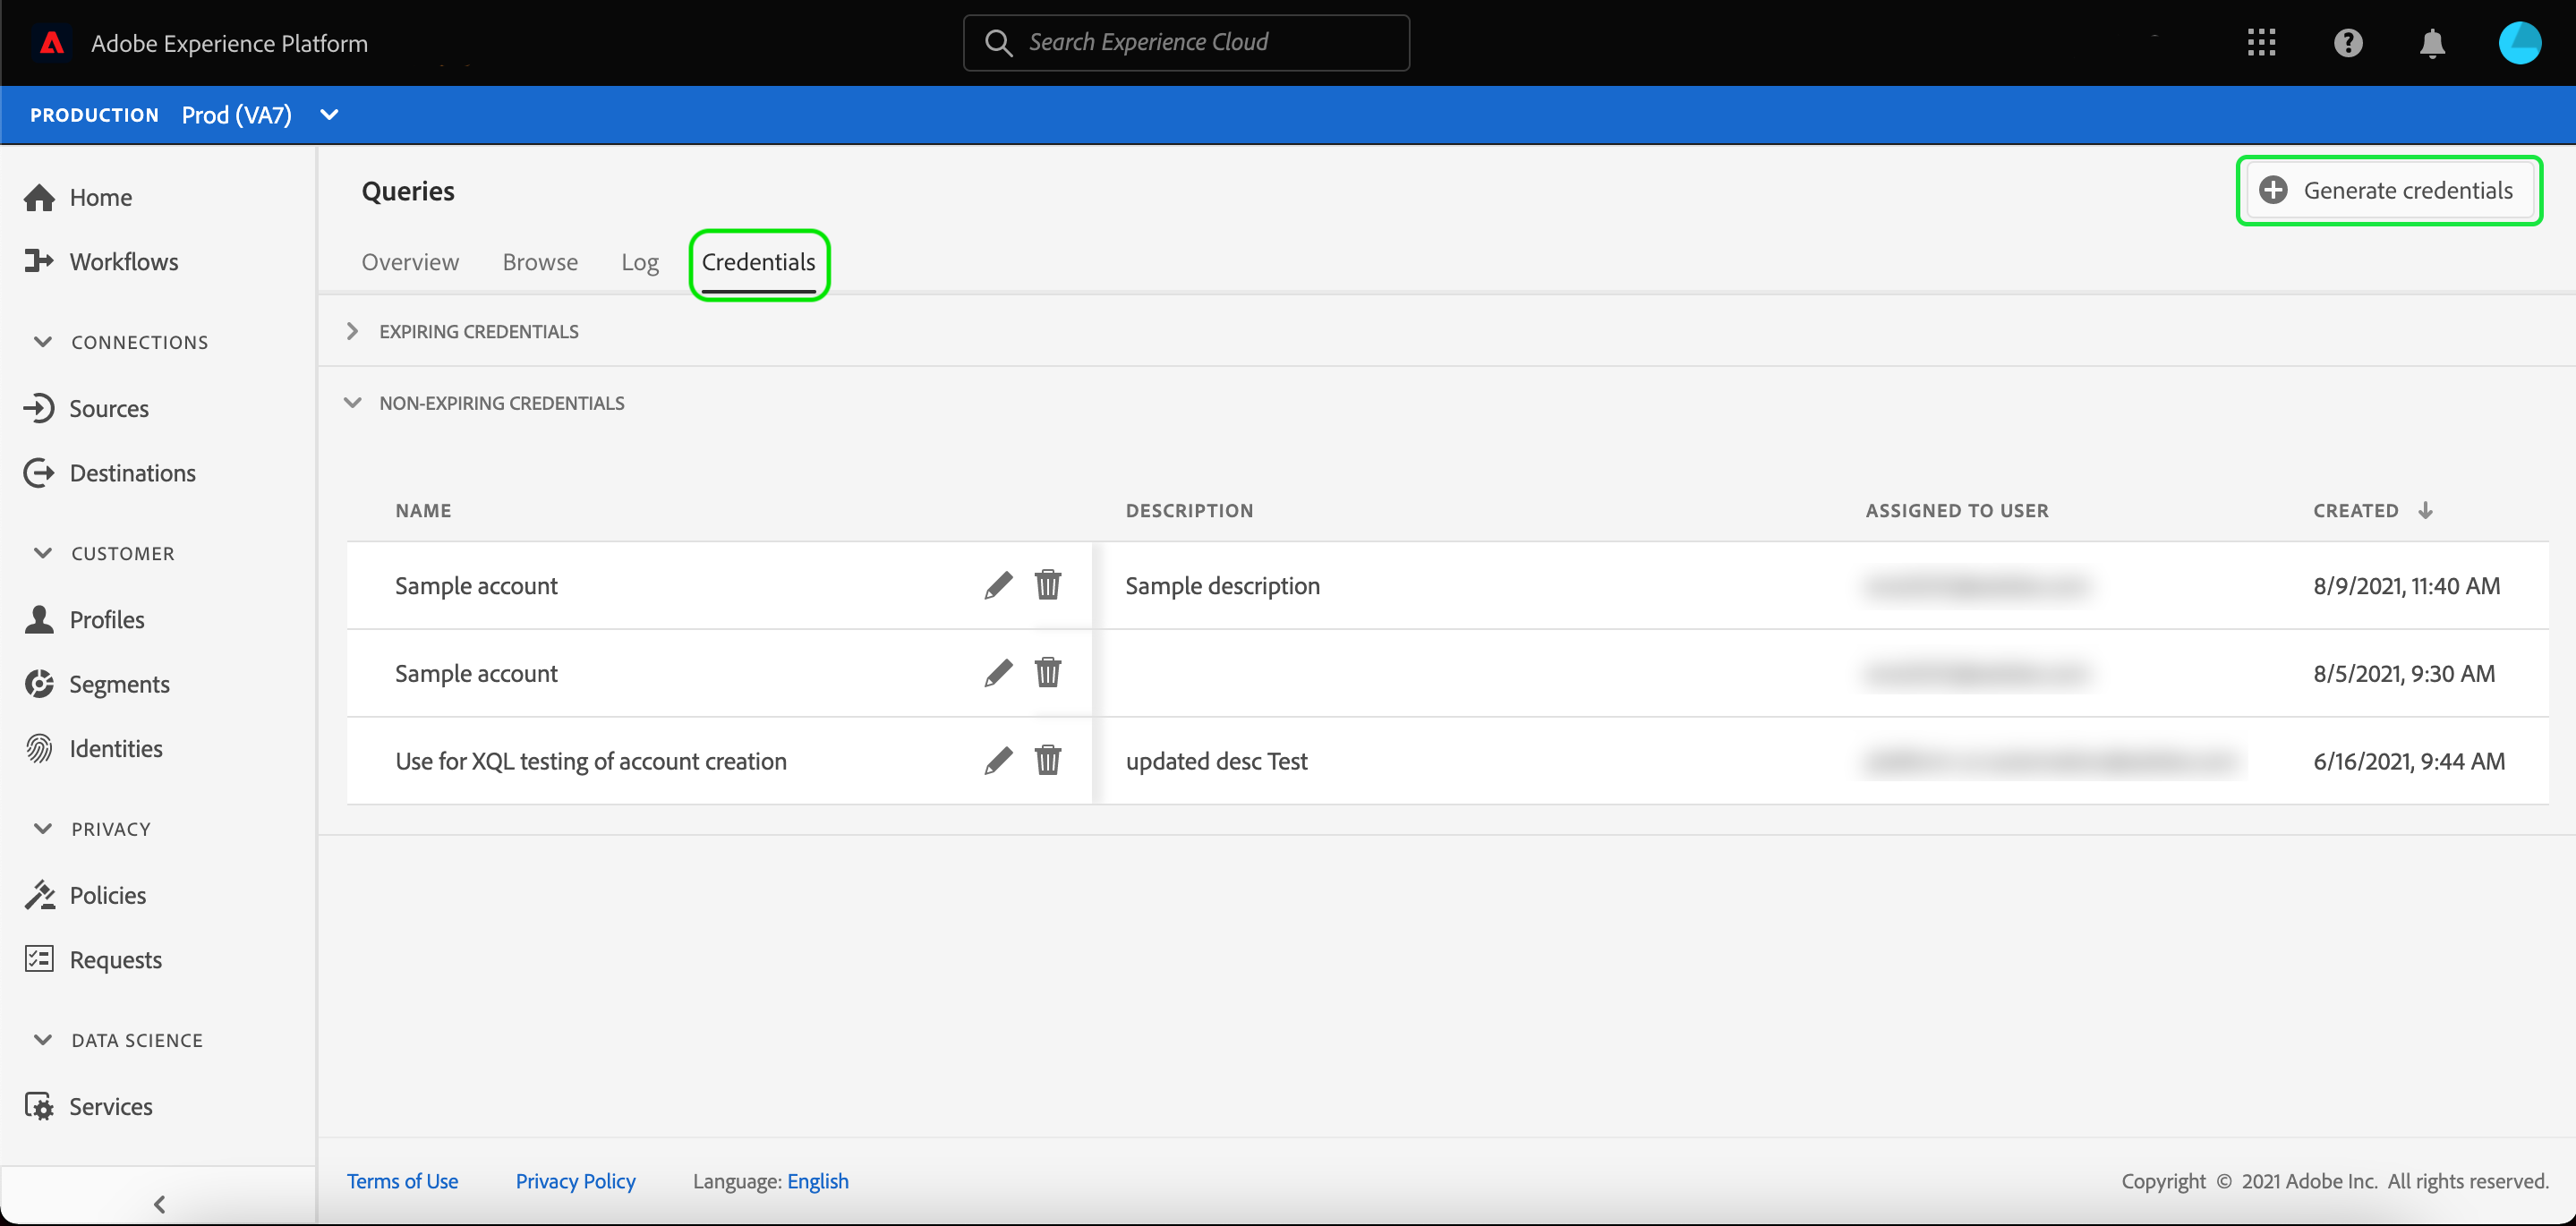 Adobe Experience Platform
Search Experience Cloud
PRODUCTION Prod (VA7)
Home
Workflows
CONNECTIONS
Sources
Destinations
CUSTOMER
Profiles
Segments
Identities
PRIVACY
Policies
Requests
DATA SCIENCE
Services
Queries
Generate credentials
Overview Browse Log Credentials
EXPIRING CREDENTIALS
NON-EXPIRING CREDENTIALS
NAME DESCRIPTION ASSIGNED TO USER CREATED
Sample account Sample description 8/9/2021, 11:40 AM
Sample account 8/5/2021, 9:30 AM
Use for XQL testing of account creation updated desc Test 6/16/2021, 9:44 AM
Terms of Use Privacy Policy Language: English Copyright © 2021 Adobe Inc. All rights reserved.